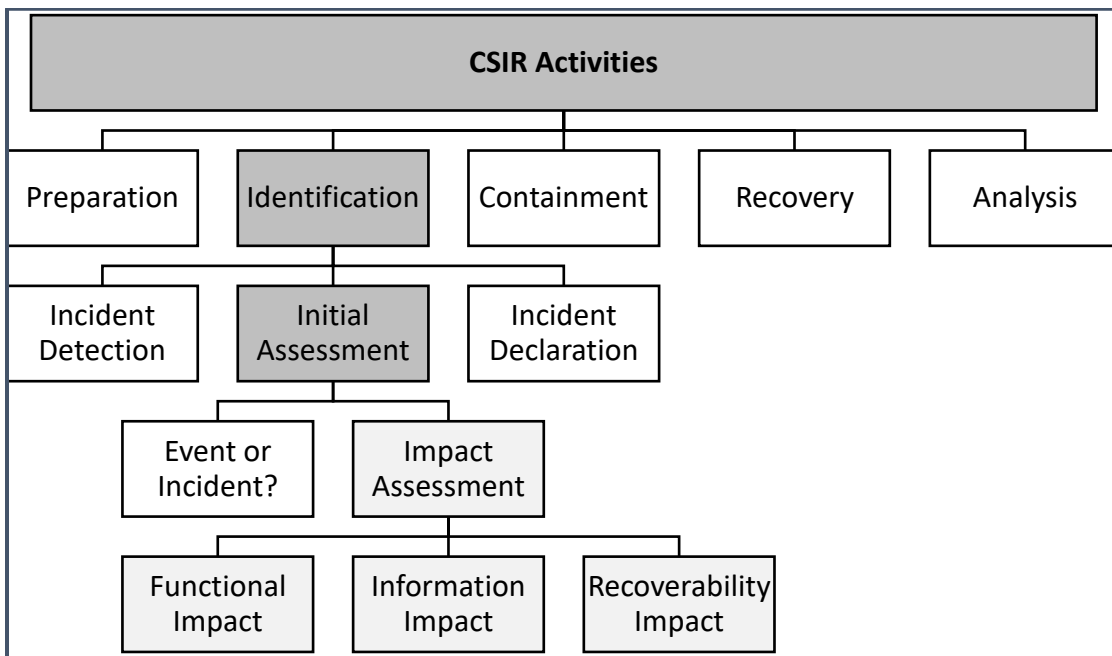 CSIR Activities
Preparation
Identification
Containment
Recovery
Analysis
Incident
Detection
Initial
Assessment
Incident
Declaration
Event or
Incident?
Impact
Assessment
Functional
Impact
Information
Impact
Recoverability
Impact